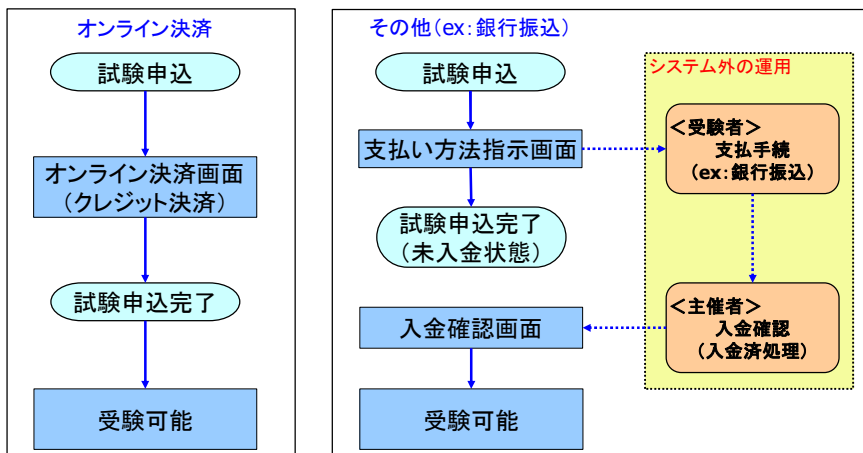 オンライン決済
試験申込
オンライン決済画面
(クレジット決済)
試験申込完了
受験可能
その他(ex:銀行振込)
試験申込
支払い方法指示画面
試験申込完了
(未入金状態)
入金確認画面
受験可能
システム外の運用
<受験者>
支払手続
(ex:銀行振込)
<主催者>
入金確認
(入金済処理)